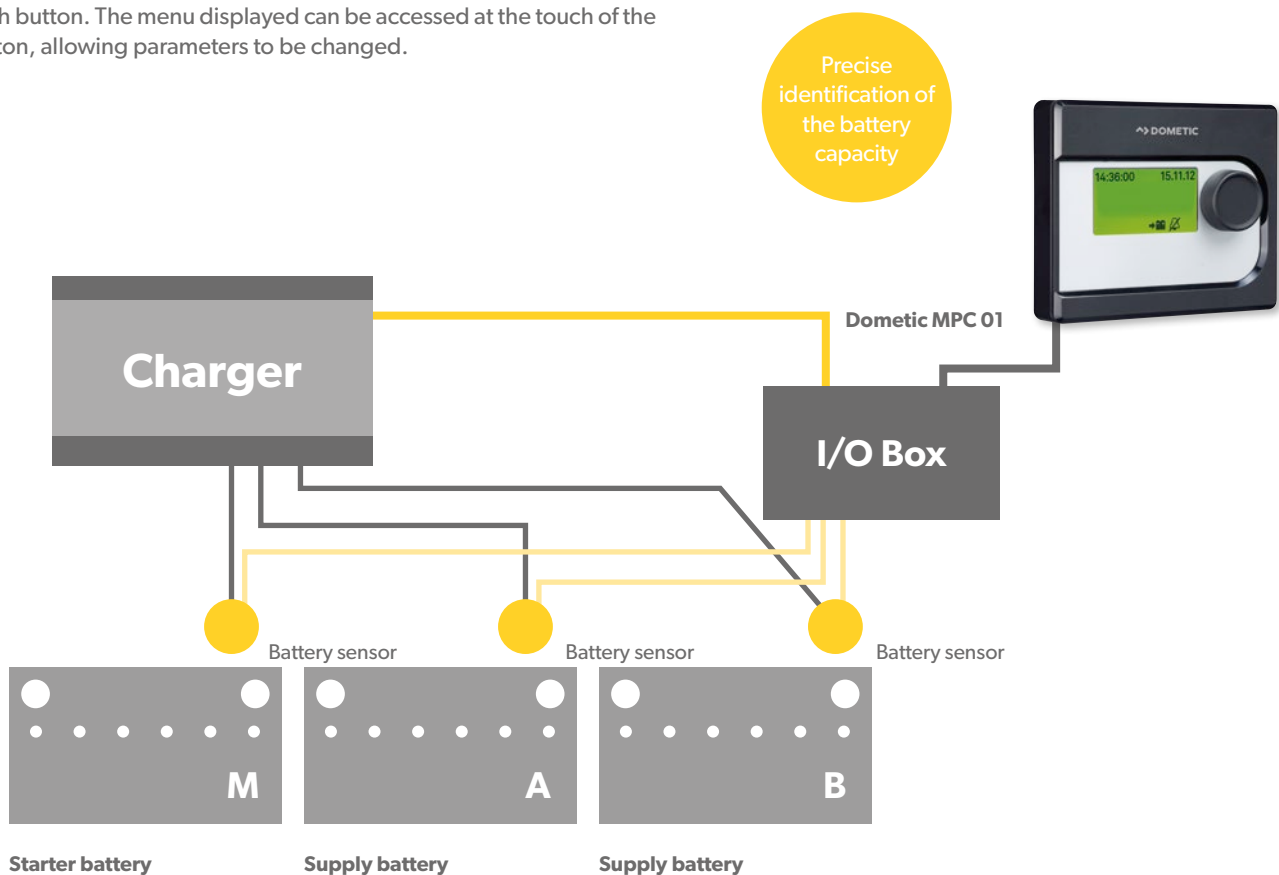 h button. The menu displayed can be accessed at the touch of the
ton, allowing parameters to be changed.
Precise
identification of
the battery
capacity
DOMETIC
14:36:00 15.11.12
Dometic MPC 01
Charger
I/O Box
Battery sensor Battery sensor Battery sensor
M A B
Starter battery Supply battery Supply battery